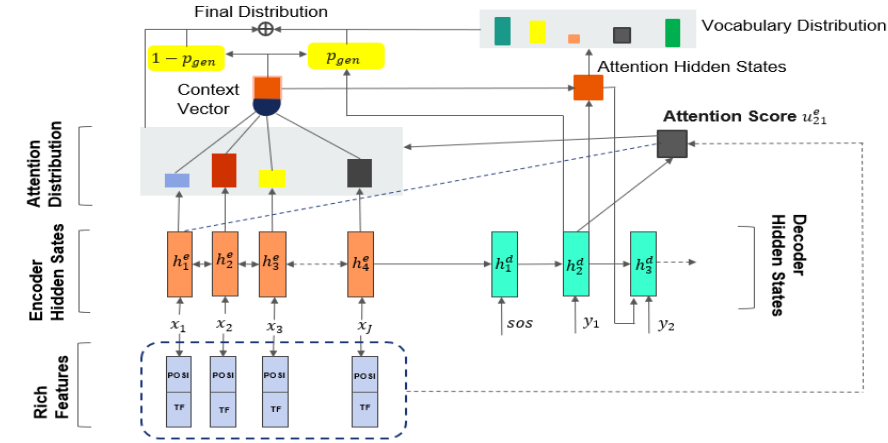 Final Distribution
Vocabulary Distribution
1 − p_gen
p_gen
Attention Hidden States
Context
Vector
Attention Score u^e_21
Attention
Distribution
Encoder
Hidden Sates
h^e_1
h^e_2
h^e_3
h^e_4
h^d_1
h^d_2
h^d_3
Decoder
Hidden States
x_1
x_2
x_3
x_J
sos
y_1
y_2
Rich
Features
POSI
POSI
POSI
POSI
TF
TF
TF
TF